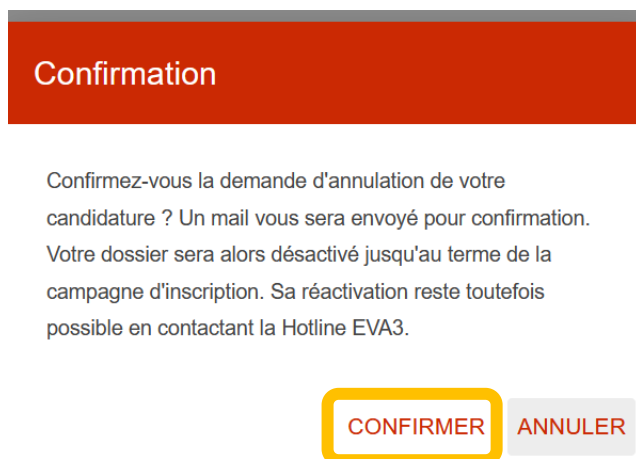 Confirmation
Confirmez-vous la demande d'annulation de votre
candidature ? Un mail vous sera envoyé pour confirmation.
Votre dossier sera alors désactivé jusqu'au terme de la
campagne d'inscription. Sa réactivation reste toutefois
possible en contactant la Hotline EVA3.
CONFIRMER ANNULER